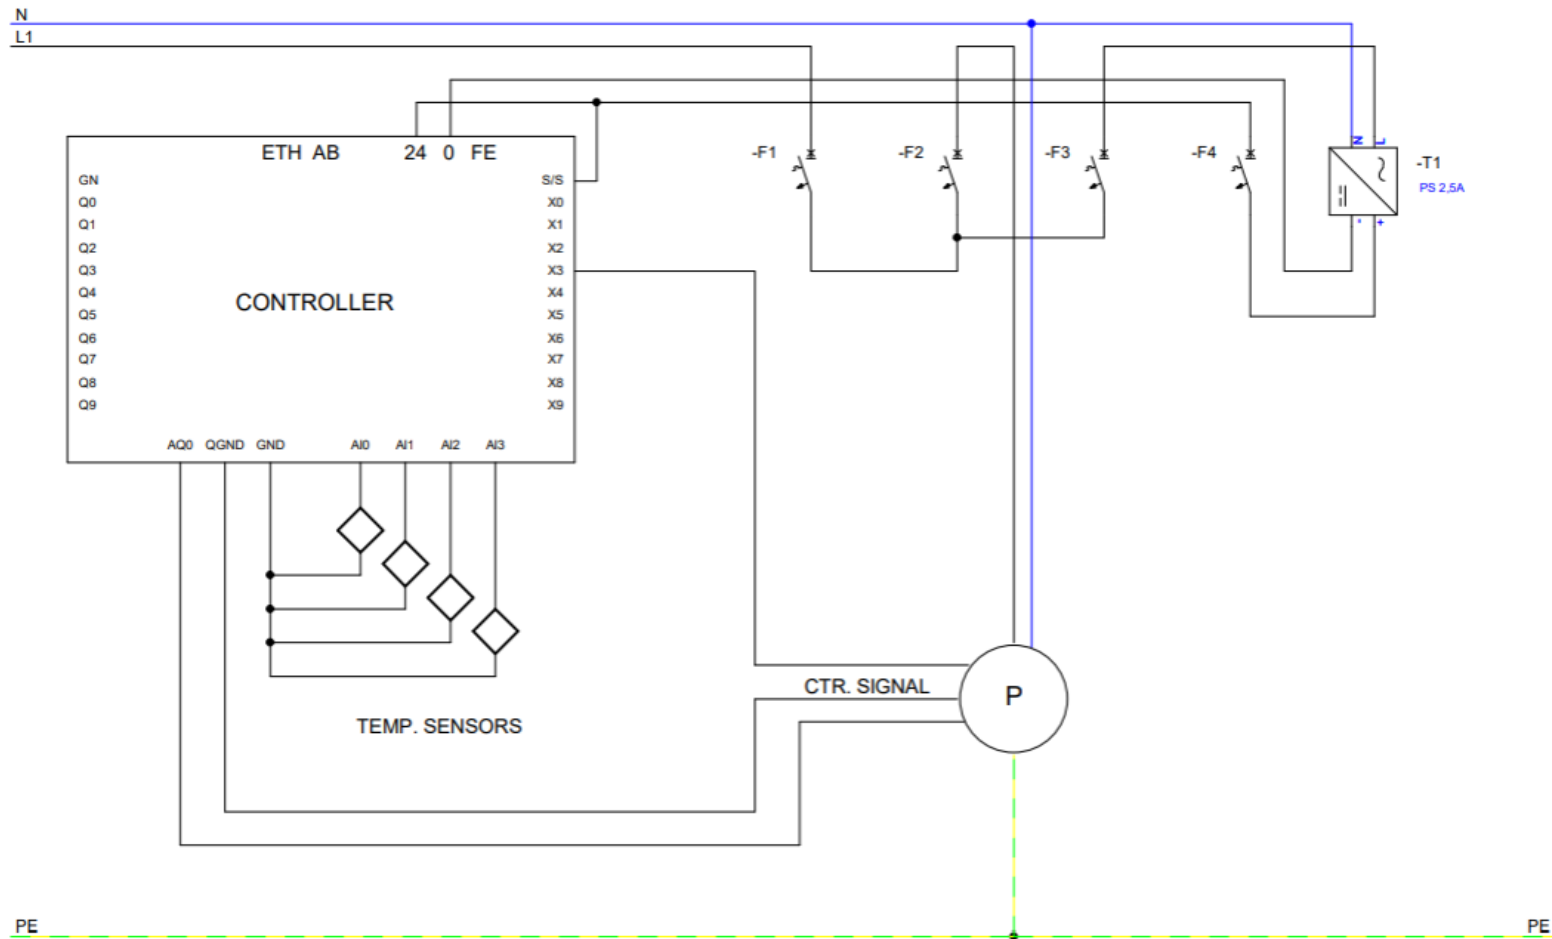 N
L1
ETH AB 24 0 FE
-F1 -F2 -F3 -F4
N L
-T1
PS 2,5A
- +
GN S/S
Q0 X0
Q1 X1
Q2 X2
Q3 X3
Q4 X4
CONTROLLER
Q5 X5
Q6 X6
Q7 X7
Q8 X8
Q9 X9
AQ0 QGND GND AI0 AI1 AI2 AI3
CTR. SIGNAL
P
TEMP. SENSORS
PE PE